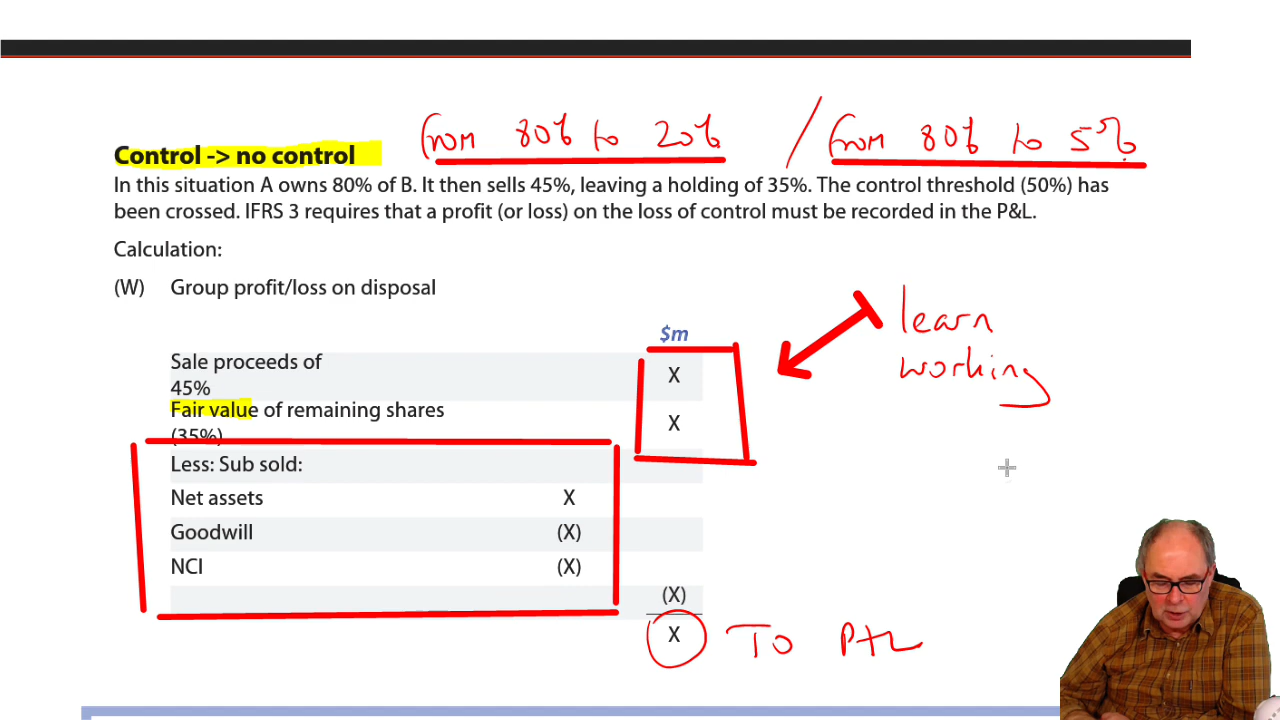 from 80% to 20% / from 80% to 5%
Control -> no control
In this situation A owns 80% of B. It then sells 45%, leaving a holding of 35%. The control threshold (50%) has
been crossed. IFRS 3 requires that a profit (or loss) on the loss of control must be recorded in the P&L.
Calculation:
(W) Group profit/loss on disposal
$m
Sale proceeds of
45% X
Fair value of remaining shares
(35%) X
learn
working
Less: Sub sold:
Net assets X
Goodwill (X)
NCI (X)
(X)
X To P+L